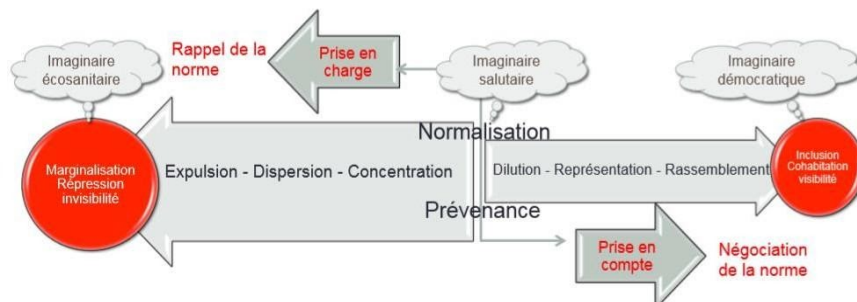 Imaginaire
écosanitaire
Rappel de la
norme
Prise en
charge
Imaginaire
salutaire
Imaginaire
démocratique
Normalisation
Marginalisation
Répression
invisibilité
Expulsion - Dispersion - Concentration
Dilution - Représentation - Rassemblement
Inclusion
Cohabitation
visibilité
Prévenance
Prise en
compte
Négociation
de la norme